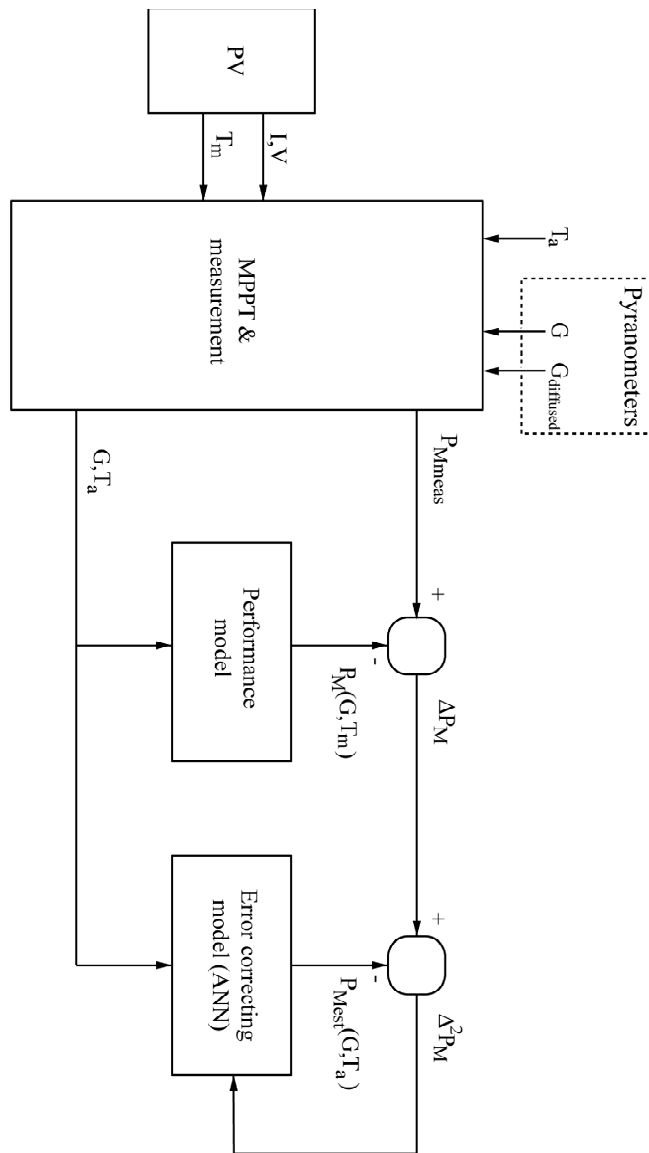 PV
I,V
T_m
T_a
Pyranometers
G
G_diffused
MPPT &
measurement
P_Mmeas
G,T_a
+
-
Performance
model
P_M(G,T_m)
ΔP_M
+
-
Error correcting
model (ANN)
P_Mest(G,T_a)
Δ²P_M